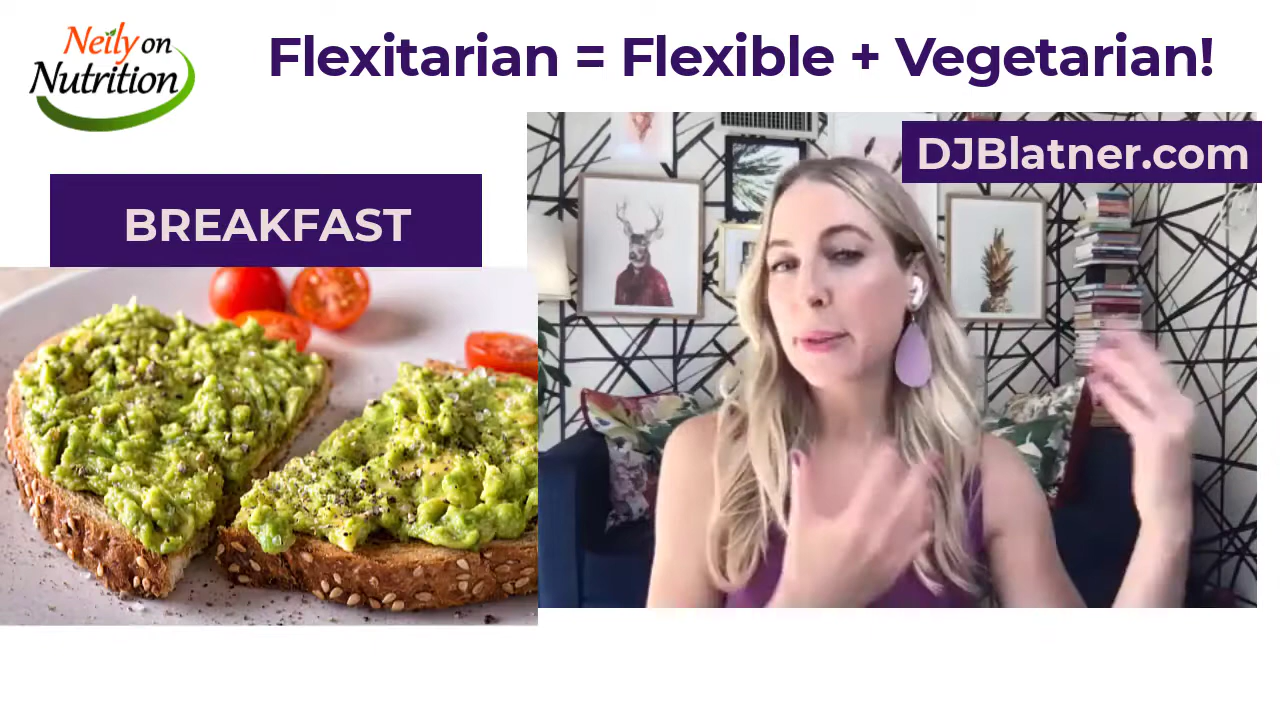 Neily on
Nutrition
Flexitarian = Flexible + Vegetarian!
DJBlatner.com
BREAKFAST